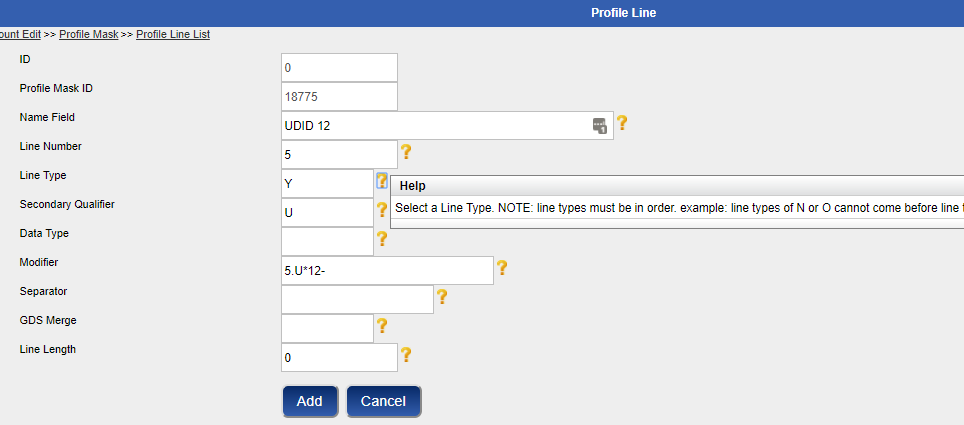 Profile Line
ount Edit >> Profile Mask >> Profile Line List
ID
0
Profile Mask ID
18775
Name Field
UDID 12
?
Line Number
5
?
Line Type
Y
?
Help
Select a Line Type. NOTE: line types must be in order. example: line types of N or O cannot come before line
Secondary Qualifier
U
?
Data Type
?
Modifier
5.U*12-
?
Separator
?
GDS Merge
?
Line Length
0
?
Add
Cancel